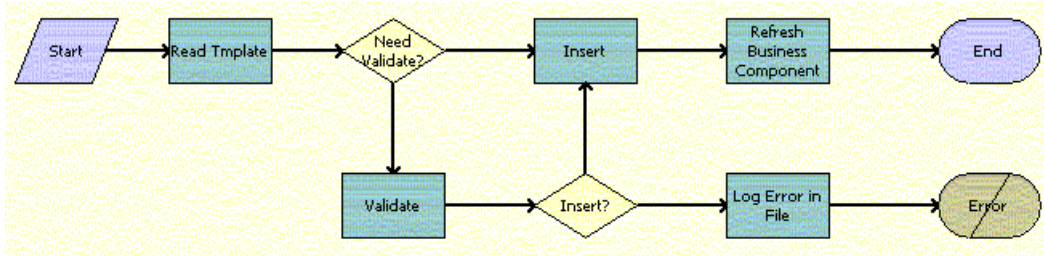 Start
Read Tmplate
Need
Validate?
Insert
Refresh
Business
Component
End
Validate
Insert?
Log Error in
File
Error